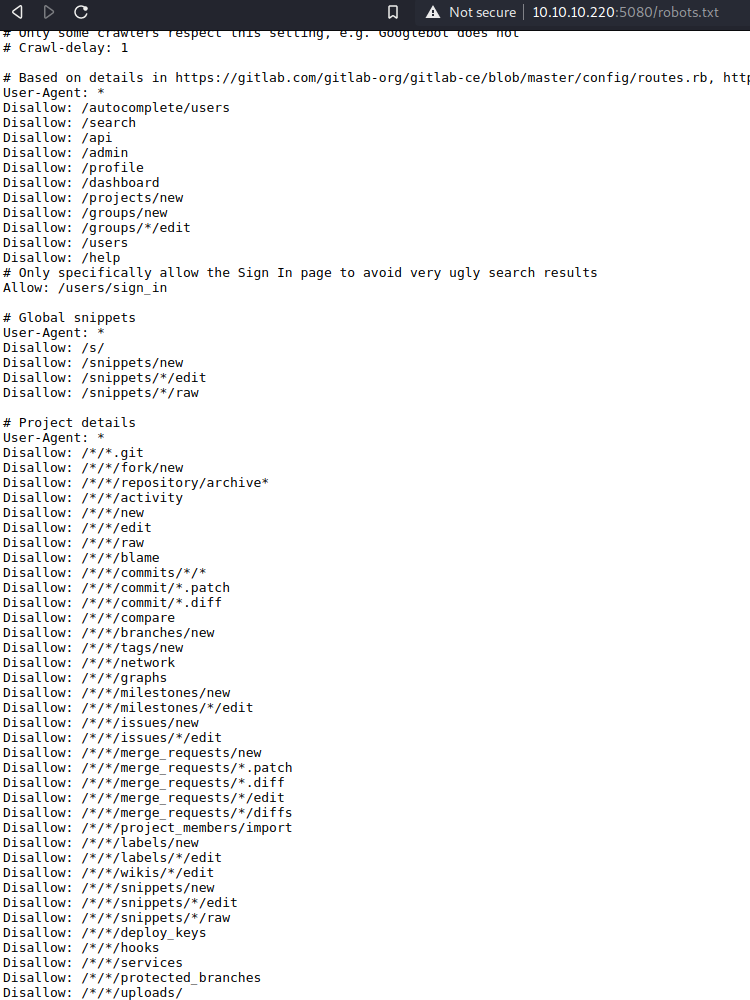 Not secure 10.10.10.220:5080/robots.txt
# Only some crawlers respect this setting, e.g. Googlebot does not
# Crawl-delay: 1
# Based on details in https://gitlab.com/gitlab-org/gitlab-ce/blob/master/config/routes.rb, http
User-Agent: *
Disallow: /autocomplete/users
Disallow: /search
Disallow: /api
Disallow: /admin
Disallow: /profile
Disallow: /dashboard
Disallow: /projects/new
Disallow: /groups/new
Disallow: /groups/*/edit
Disallow: /users
Disallow: /help
# Only specifically allow the Sign In page to avoid very ugly search results
Allow: /users/sign_in
# Global snippets
User-Agent: *
Disallow: /s/
Disallow: /snippets/new
Disallow: /snippets/*/edit
Disallow: /snippets/*/raw
# Project details
User-Agent: *
Disallow: /*/*.git
Disallow: /*/*/fork/new
Disallow: /*/*/repository/archive*
Disallow: /*/*/activity
Disallow: /*/*/new
Disallow: /*/*/edit
Disallow: /*/*/raw
Disallow: /*/*/blame
Disallow: /*/*/commits/*/*
Disallow: /*/*/commit/*.patch
Disallow: /*/*/commit/*.diff
Disallow: /*/*/compare
Disallow: /*/*/branches/new
Disallow: /*/*/tags/new
Disallow: /*/*/network
Disallow: /*/*/graphs
Disallow: /*/*/milestones/new
Disallow: /*/*/milestones/*/edit
Disallow: /*/*/issues/new
Disallow: /*/*/issues/*/edit
Disallow: /*/*/merge_requests/new
Disallow: /*/*/merge_requests/*.patch
Disallow: /*/*/merge_requests/*.diff
Disallow: /*/*/merge_requests/*/edit
Disallow: /*/*/merge_requests/*/diffs
Disallow: /*/*/project_members/import
Disallow: /*/*/labels/new
Disallow: /*/*/labels/*/edit
Disallow: /*/*/wikis/*/edit
Disallow: /*/*/snippets/new
Disallow: /*/*/snippets/*/edit
Disallow: /*/*/snippets/*/raw
Disallow: /*/*/deploy_keys
Disallow: /*/*/hooks
Disallow: /*/*/services
Disallow: /*/*/protected_branches
Disallow: /*/*/uploads/